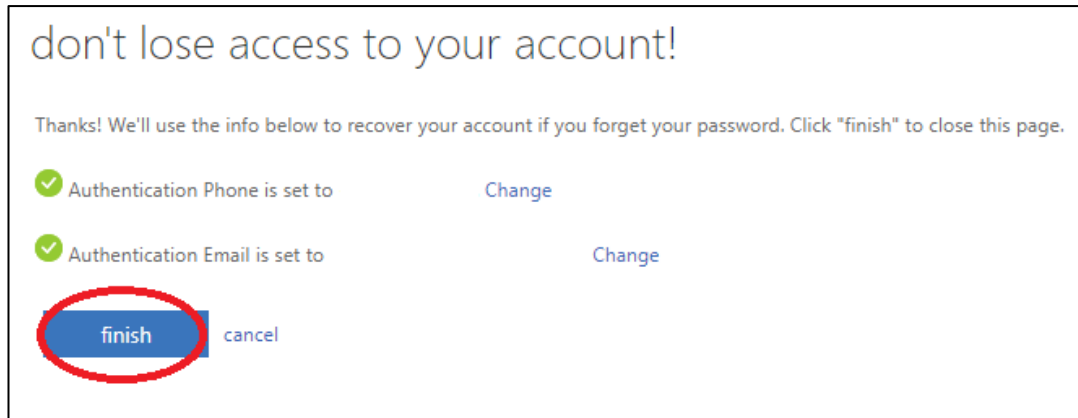 don't lose access to your account!
Thanks! We'll use the info below to recover your account if you forget your password. Click "finish" to close this page.
Authentication Phone is set to Change
Authentication Email is set to Change
finish cancel